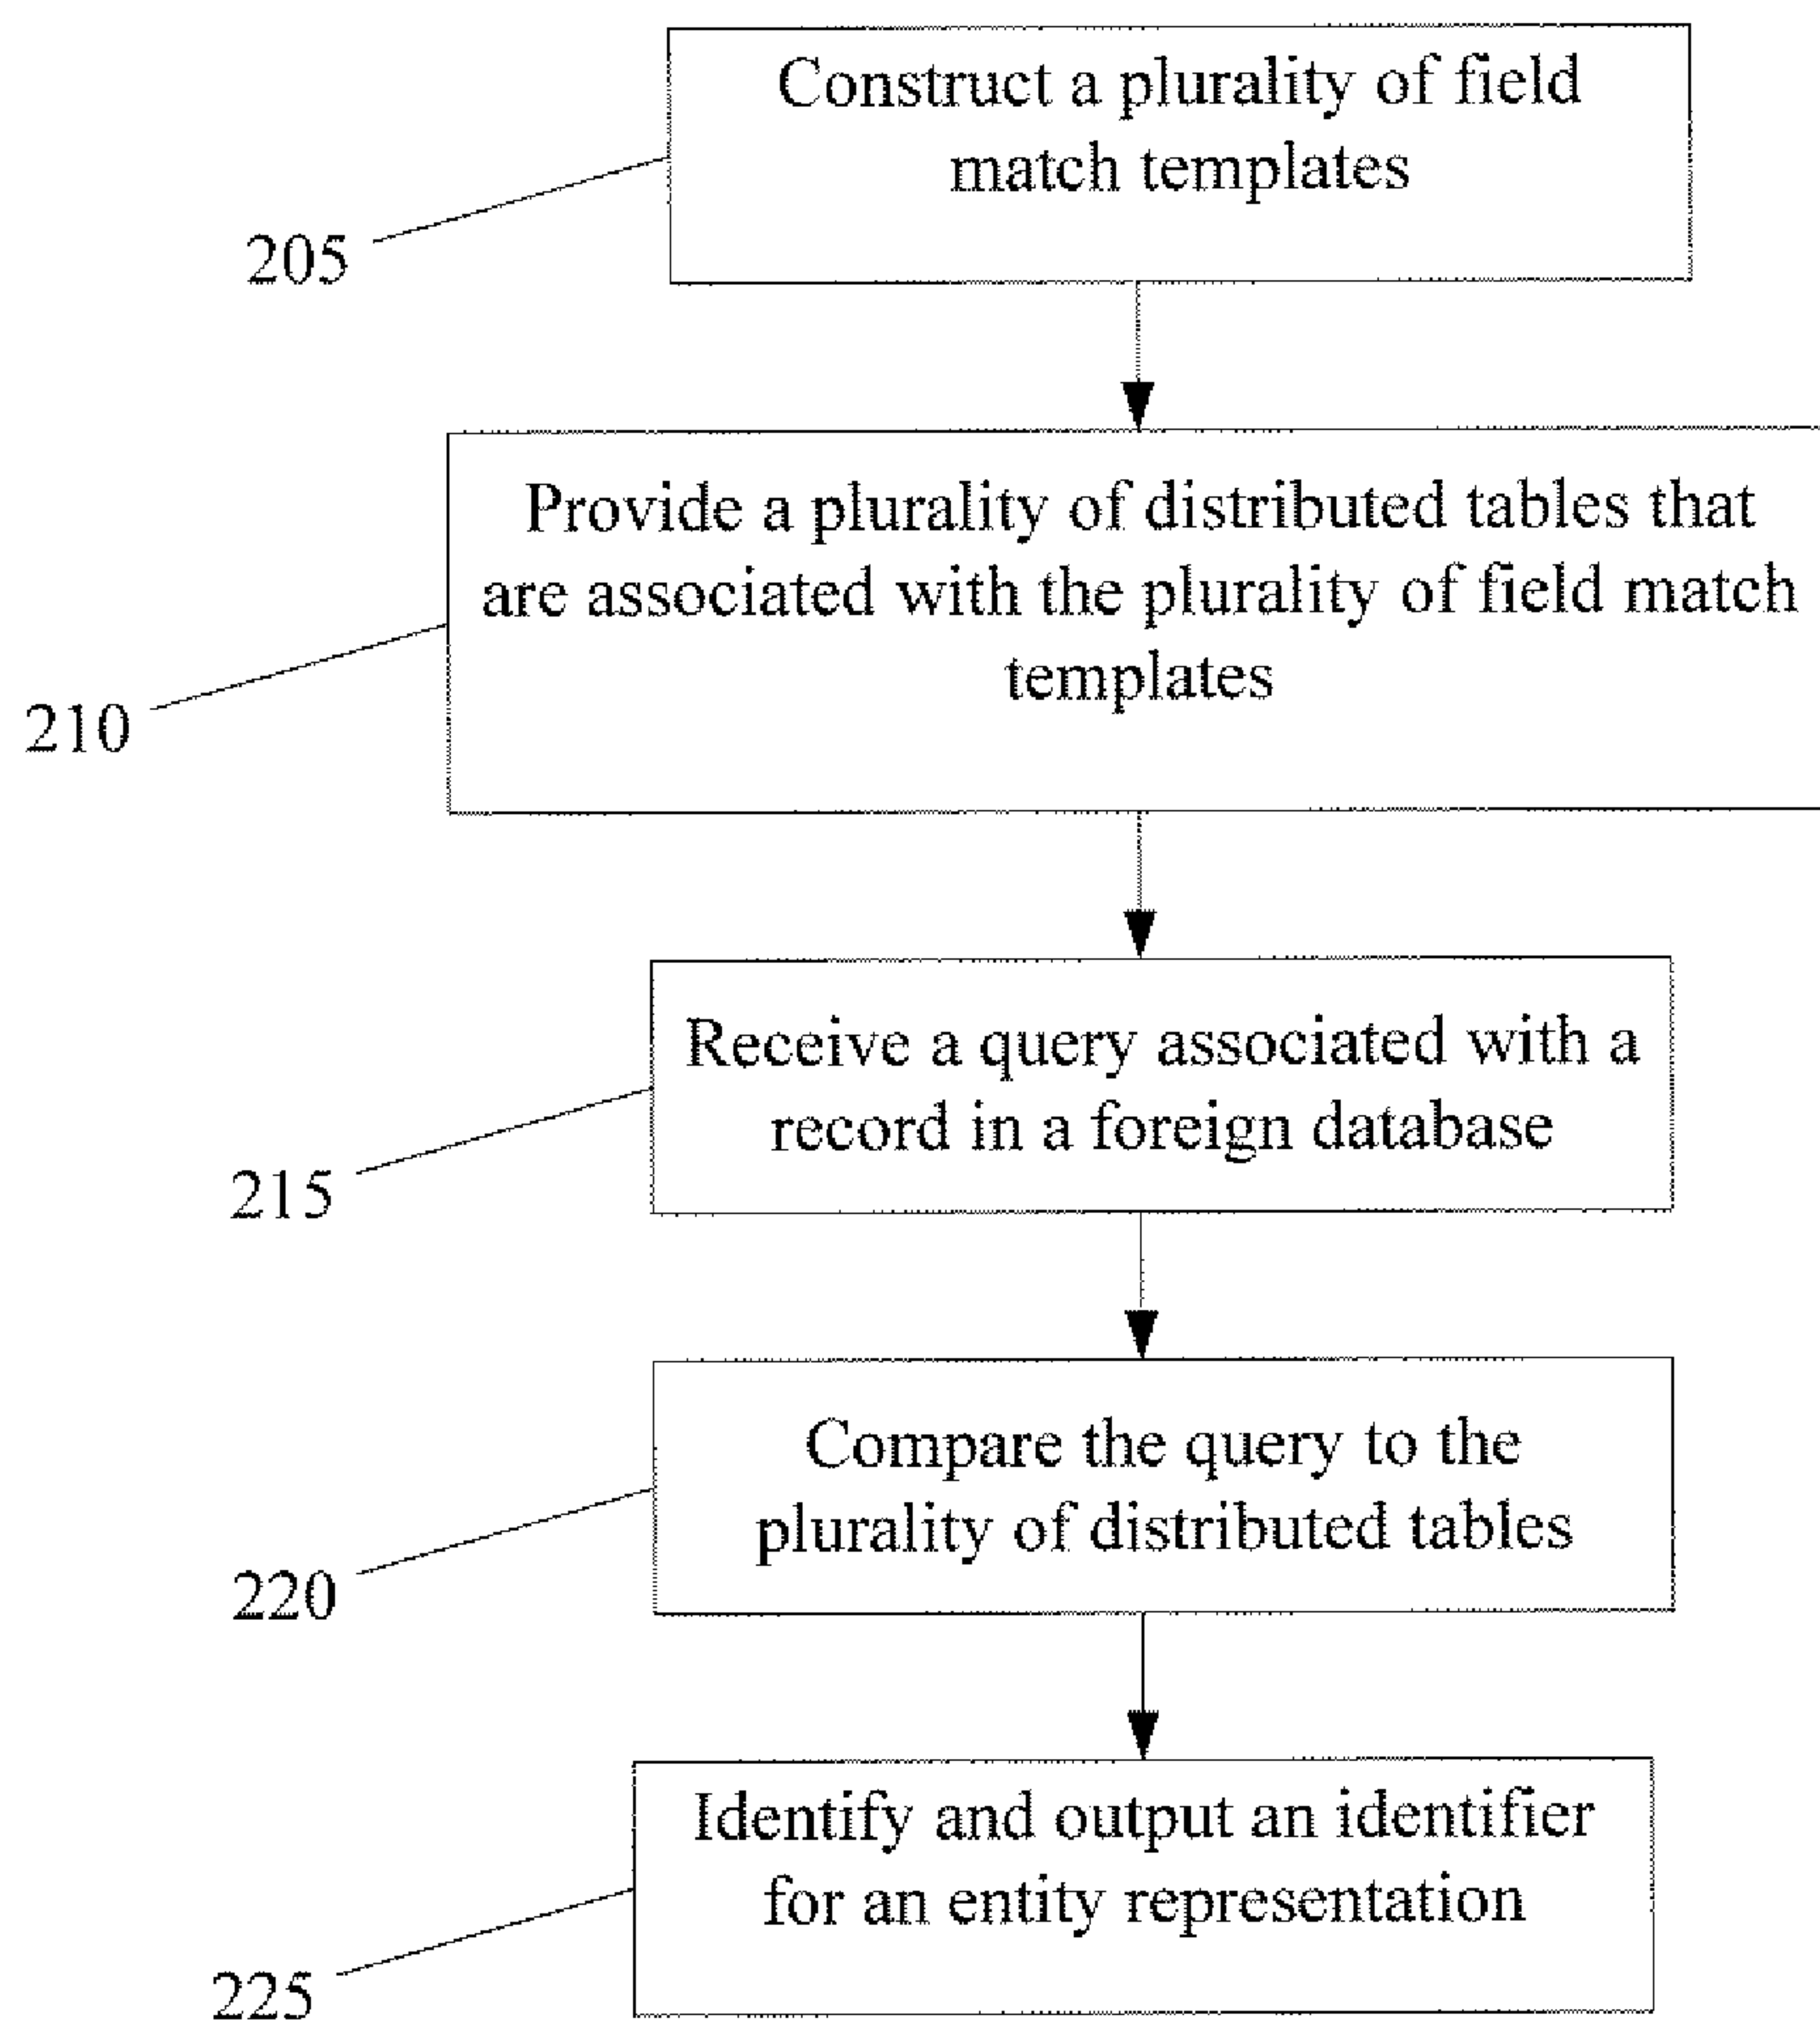 Construct a plurality of field
match templates
205
Provide a plurality of distributed tables that
are associated with the plurality of field match
templates
210
Receive a query associated with a
record in a foreign database
215
Compare the query to the
plurality of distributed tables
220
Identify and output an identifier
for an entity representation
225